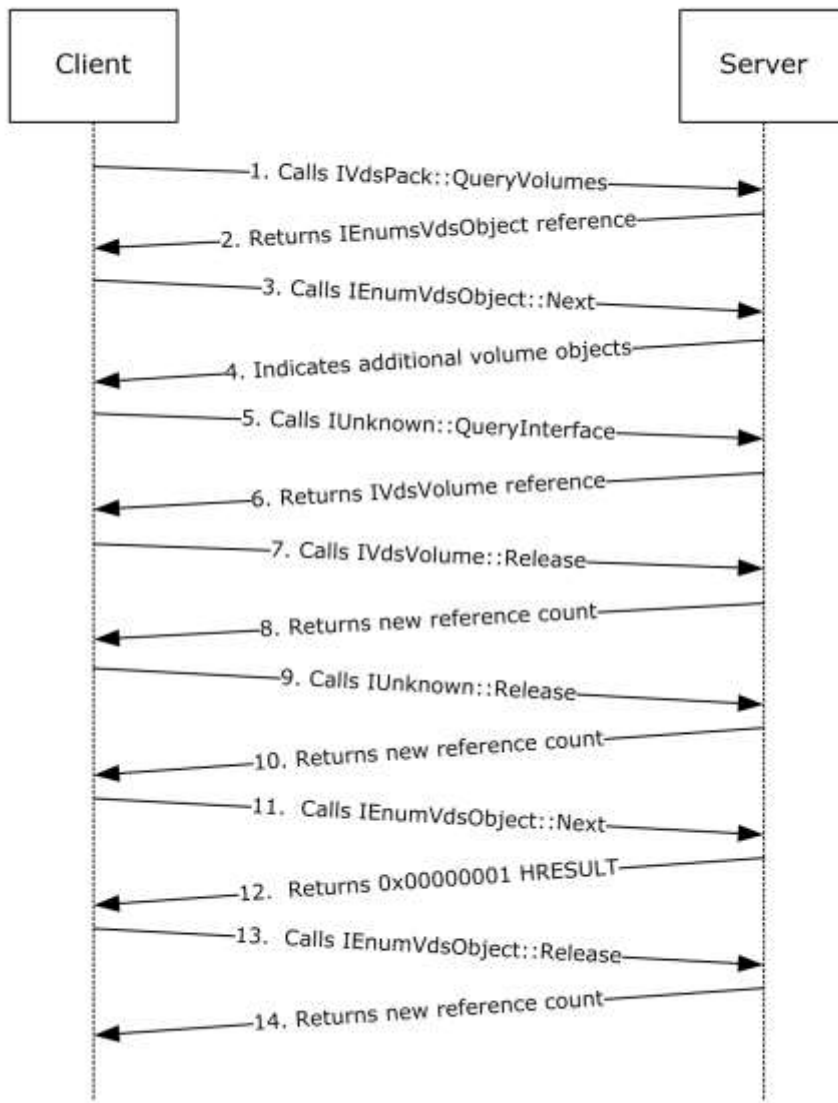 Client
Server
1. Calls IVdsPack::QueryVolumes
2. Returns IEnumsVdsObject reference
3. Calls IEnumVdsObject::Next
4. Indicates additional volume objects
5. Calls IUnknown::QueryInterface
6. Returns IVdsVolume reference
7. Calls IVdsVolume::Release
8. Returns new reference count
9. Calls IUnknown::Release
10. Returns new reference count
11.  Calls IEnumVdsObject::Next
12.  Returns 0x00000001 HRESULT
13.  Calls IEnumVdsObject::Release
14. Returns new reference count